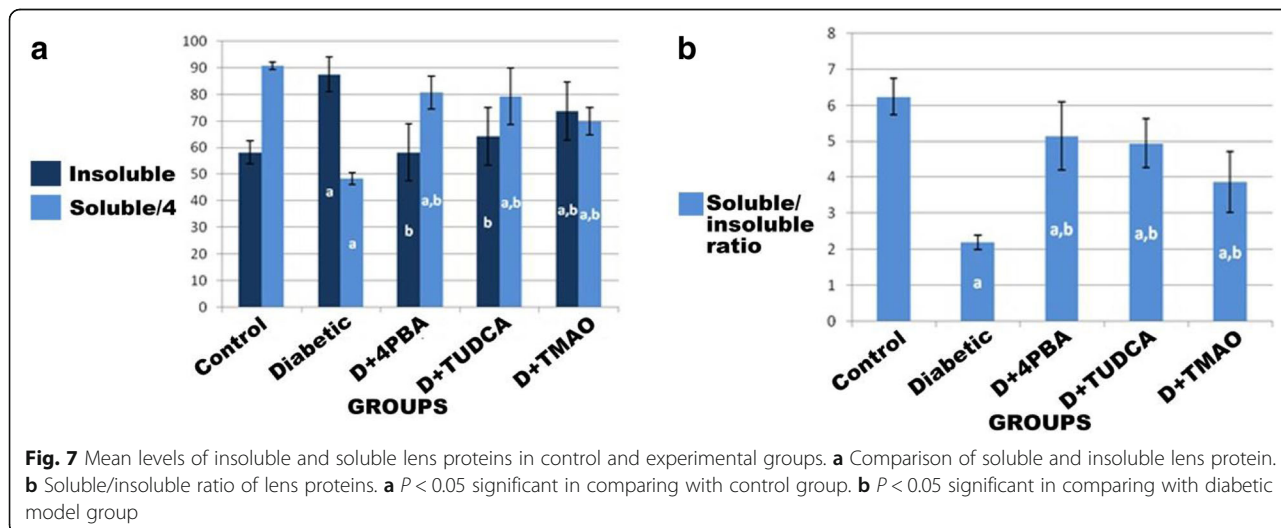 a
100
90
80
70
60
50
40
30
20
10
0
Insoluble
Soluble/4
a
a
b
a,b
b
a,b
a,b
a,b
Control
Diabetic
D+4PBA
D+TUDCA
D+TMAO
GROUPS
b
8
7
6
5
4
3
2
1
0
Soluble/
insoluble
ratio
a
a,b
a,b
a,b
Control
Diabetic
D+4PBA
D+TUDCA
D+TMAO
GROUPS
Fig. 7 Mean levels of insoluble and soluble lens proteins in control and experimental groups. a Comparison of soluble and insoluble lens protein.
b Soluble/insoluble ratio of lens proteins. a P < 0.05 significant in comparing with control group. b P < 0.05 significant in comparing with diabetic
model group